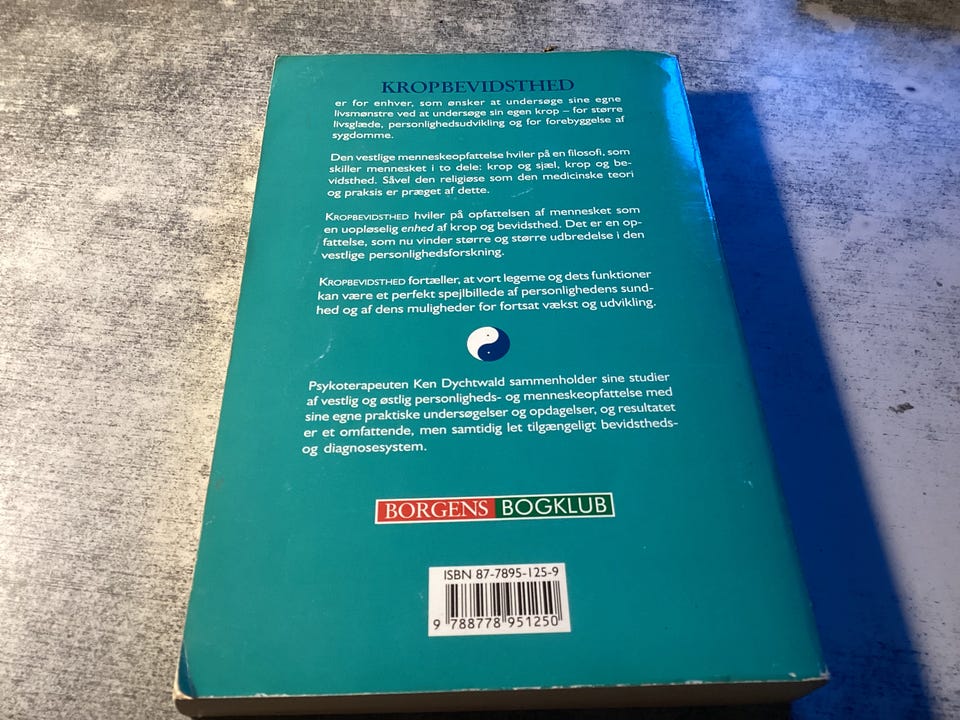 KROPBEVIDSTHED
er for enhver, som ønsker at undersøge sine egne
livsmønstre ved at undersøge sin egen krop – for større
livsglæde, personlighedsudvikling og for forebyggelse af
sygdomme.
Den vestlige menneskeopfattelse hviler på en filosofi, som
skiller mennesket i to dele: krop og sjæl, krop og be-
vidsthed. Såvel den religiøse som den medicinske teori
og praksis er præget af dette.
KROPBEVIDSTHED hviler på opfattelsen af mennesket som
en uopløselig enhed af krop og bevidsthed. Det er en op-
fattelse, som nu vinder større og større udbredelse i den
vestlige personlighedsforskning.
KROPBEVIDSTHED fortæller, at vort legeme og dets funktioner
kan være et perfekt spejlbillede af personlighedens sund-
hed og af dens muligheder for fortsat vækst og udvikling.
Psykoterapeuten Ken Dychtwald sammenholder sine studier
af vestlig og østlig personligheds- og menneskeopfattelse med
sine egne praktiske undersøgelser og opdagelser, og resultatet
er et omfattende, men samtidig let tilgængeligt bevidstheds-
og diagnosesystem.
BORGENS BOGKLUB
ISBN 87-7895-125-9
9 788778 951250